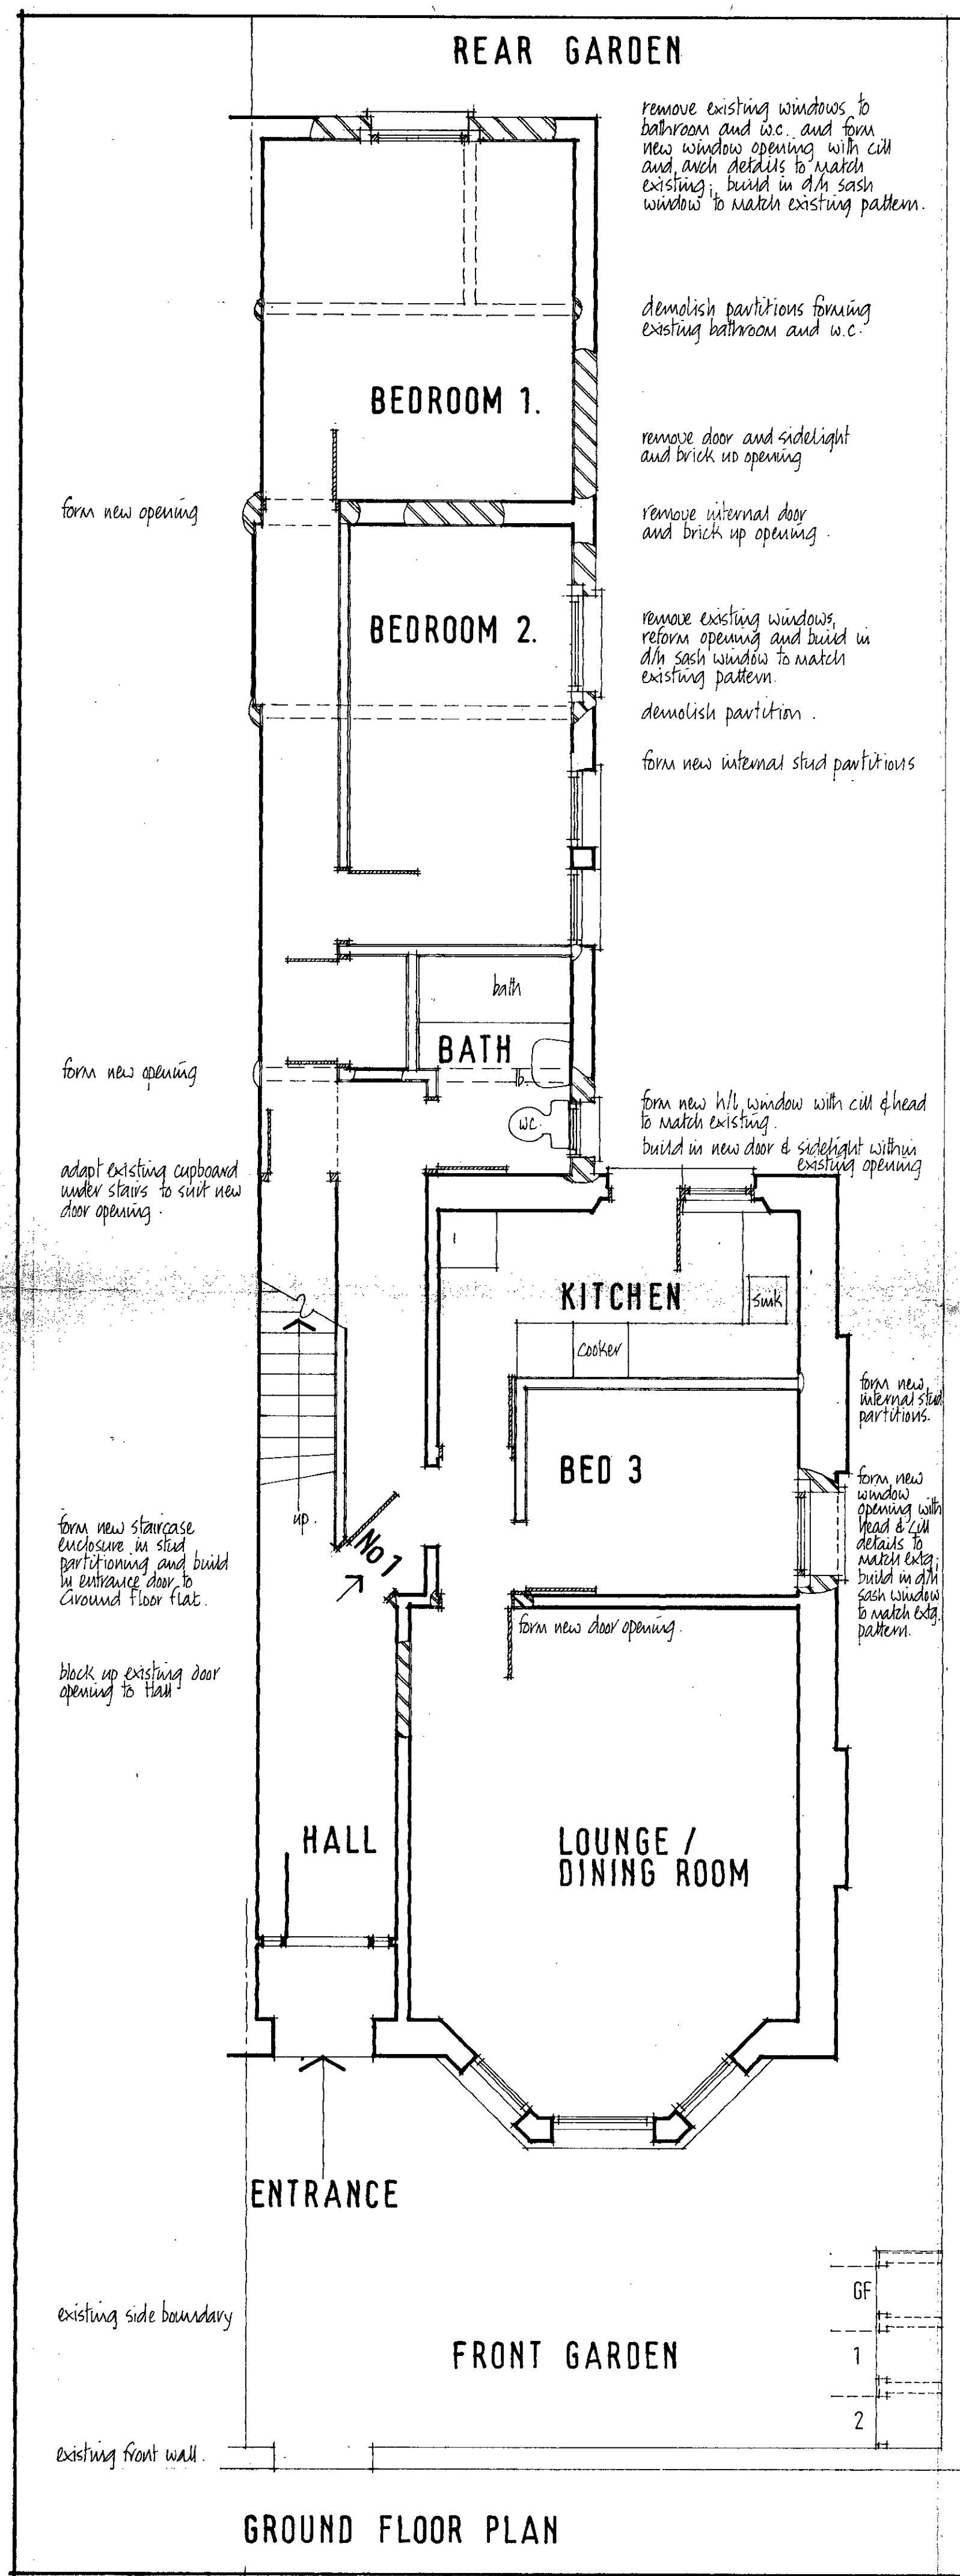 REAR GARDEN
remove existing windows to
bathroom and w.c. and form
new window opening with cill
and arch details to match
existing; build in d/h sash
window to match existing pattern.
demolish partitions forming
existing bathroom and w.c.
BEDROOM 1.
remove door and sidelight
and brick up opening
form new opening
remove internal door
and brick up opening .
BEDROOM 2.
remove existing windows,
reform opening and build in
d/h sash window to match
existing pattern.
demolish partition .
form new internal stud partitions
bath
BATH
form new opening
b.
WC.
form new h/l window with cill & head
to match existing.
build in new door & sidelight within
existing opening
adapt existing cupboard
under stairs to suit new
door opening .
KITCHEN
Sink
Cooker
form new
internal stud
partitions.
BED 3
form new
window
opening with
head & cill
details to
match extg;
build in d/h
sash window
to match extg.
pattern.
up.
form new staircase
enclosure in stud
partitioning and build
in entrance door to
Ground floor flat.
No 1
form new door opening.
block up existing door
opening to Hall
HALL
LOUNGE /
DINING ROOM
ENTRANCE
existing side boundary
GF
1
2
FRONT GARDEN
existing front wall.
GROUND FLOOR PLAN